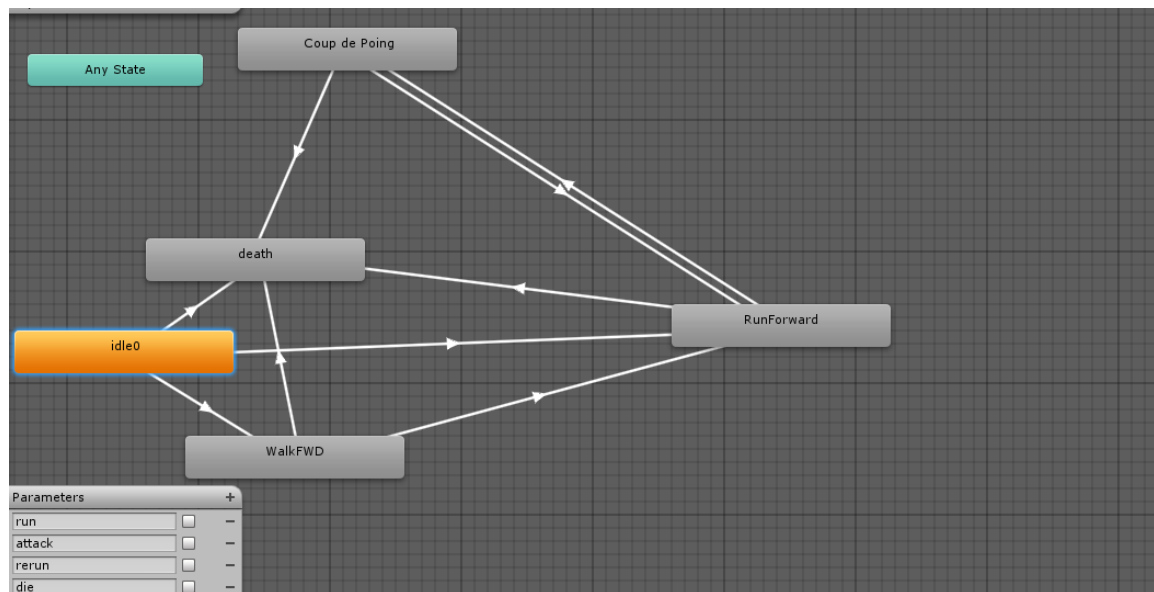 Coup de Poing
Any State
death
RunForward
idle0
WalkFWD
Parameters +
run
attack
rerun
die